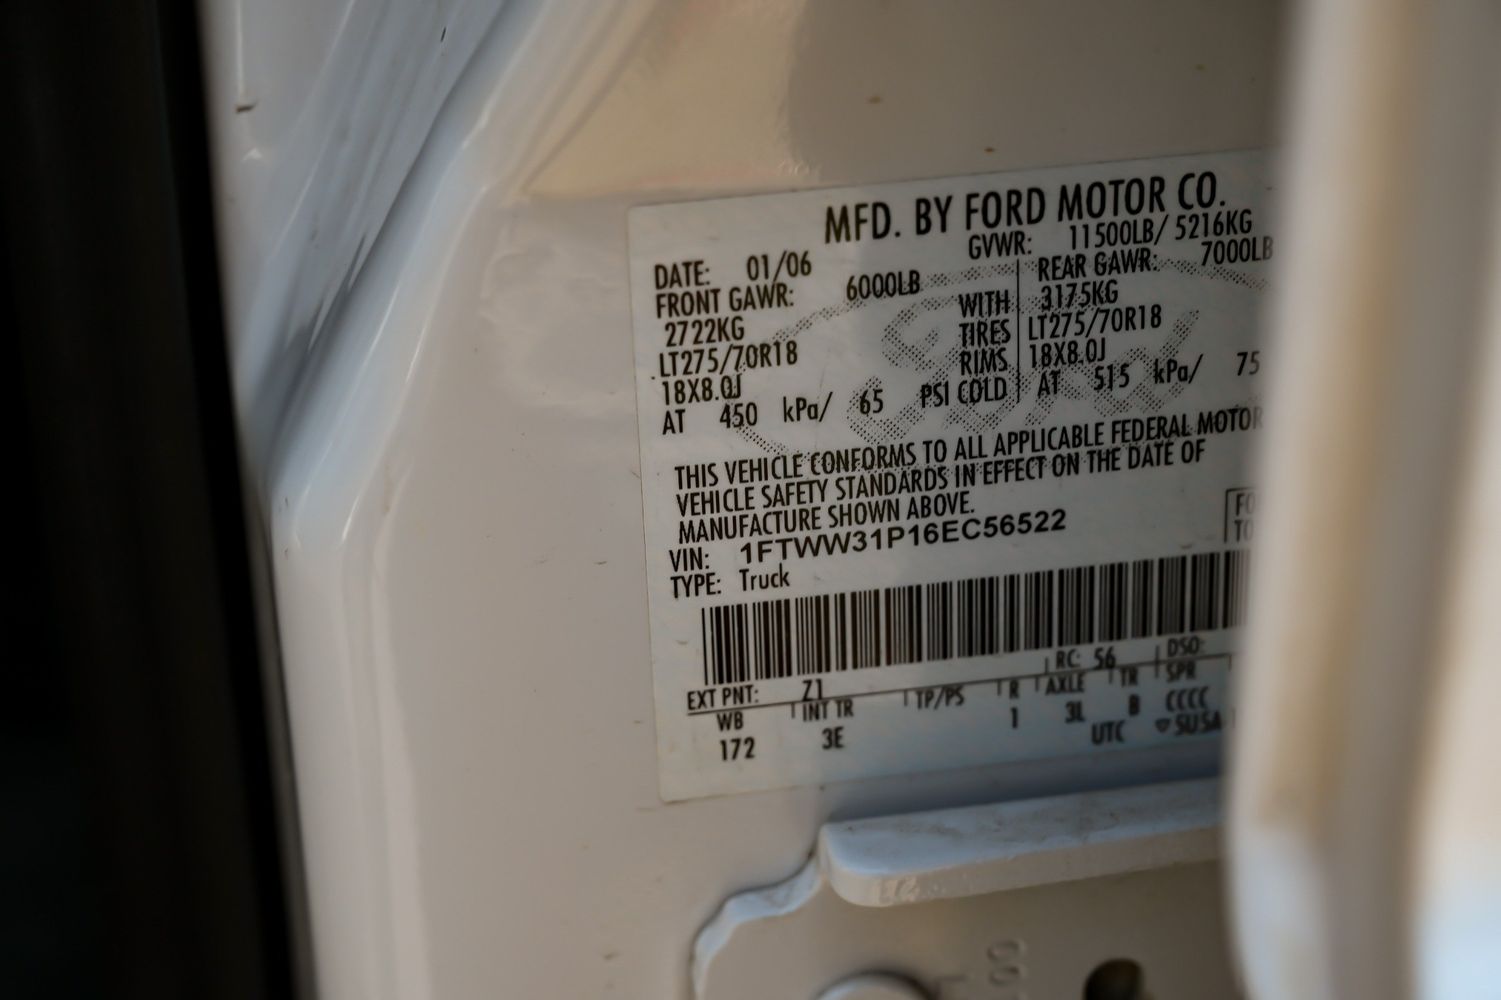 MFD. BY FORD MOTOR CO.
DATE: 01/06 GVWR: 11500LB/ 5216KG
FRONT GAWR: 6000LB REAR GAWR: 7000LB
2722KG WITH 3175KG
LT275/70R18 TIRES LT275/70R18
18X8.0J RIMS 18X8.0J
AT 450 kPa/ 65 PSI COLD AT 515 kPa/ 75
THIS VEHICLE CONFORMS TO ALL APPLICABLE FEDERAL MOTOR
VEHICLE SAFETY STANDARDS IN EFFECT ON THE DATE OF
MANUFACTURE SHOWN ABOVE.
VIN: 1FTWW31P16EC56522
TYPE: Truck
EXT PNT: Z1 RC: 56 DSO:
WB INT TR TP/PS R AXLE TR SPR
172 3E 1 3L B CCCC
UTC